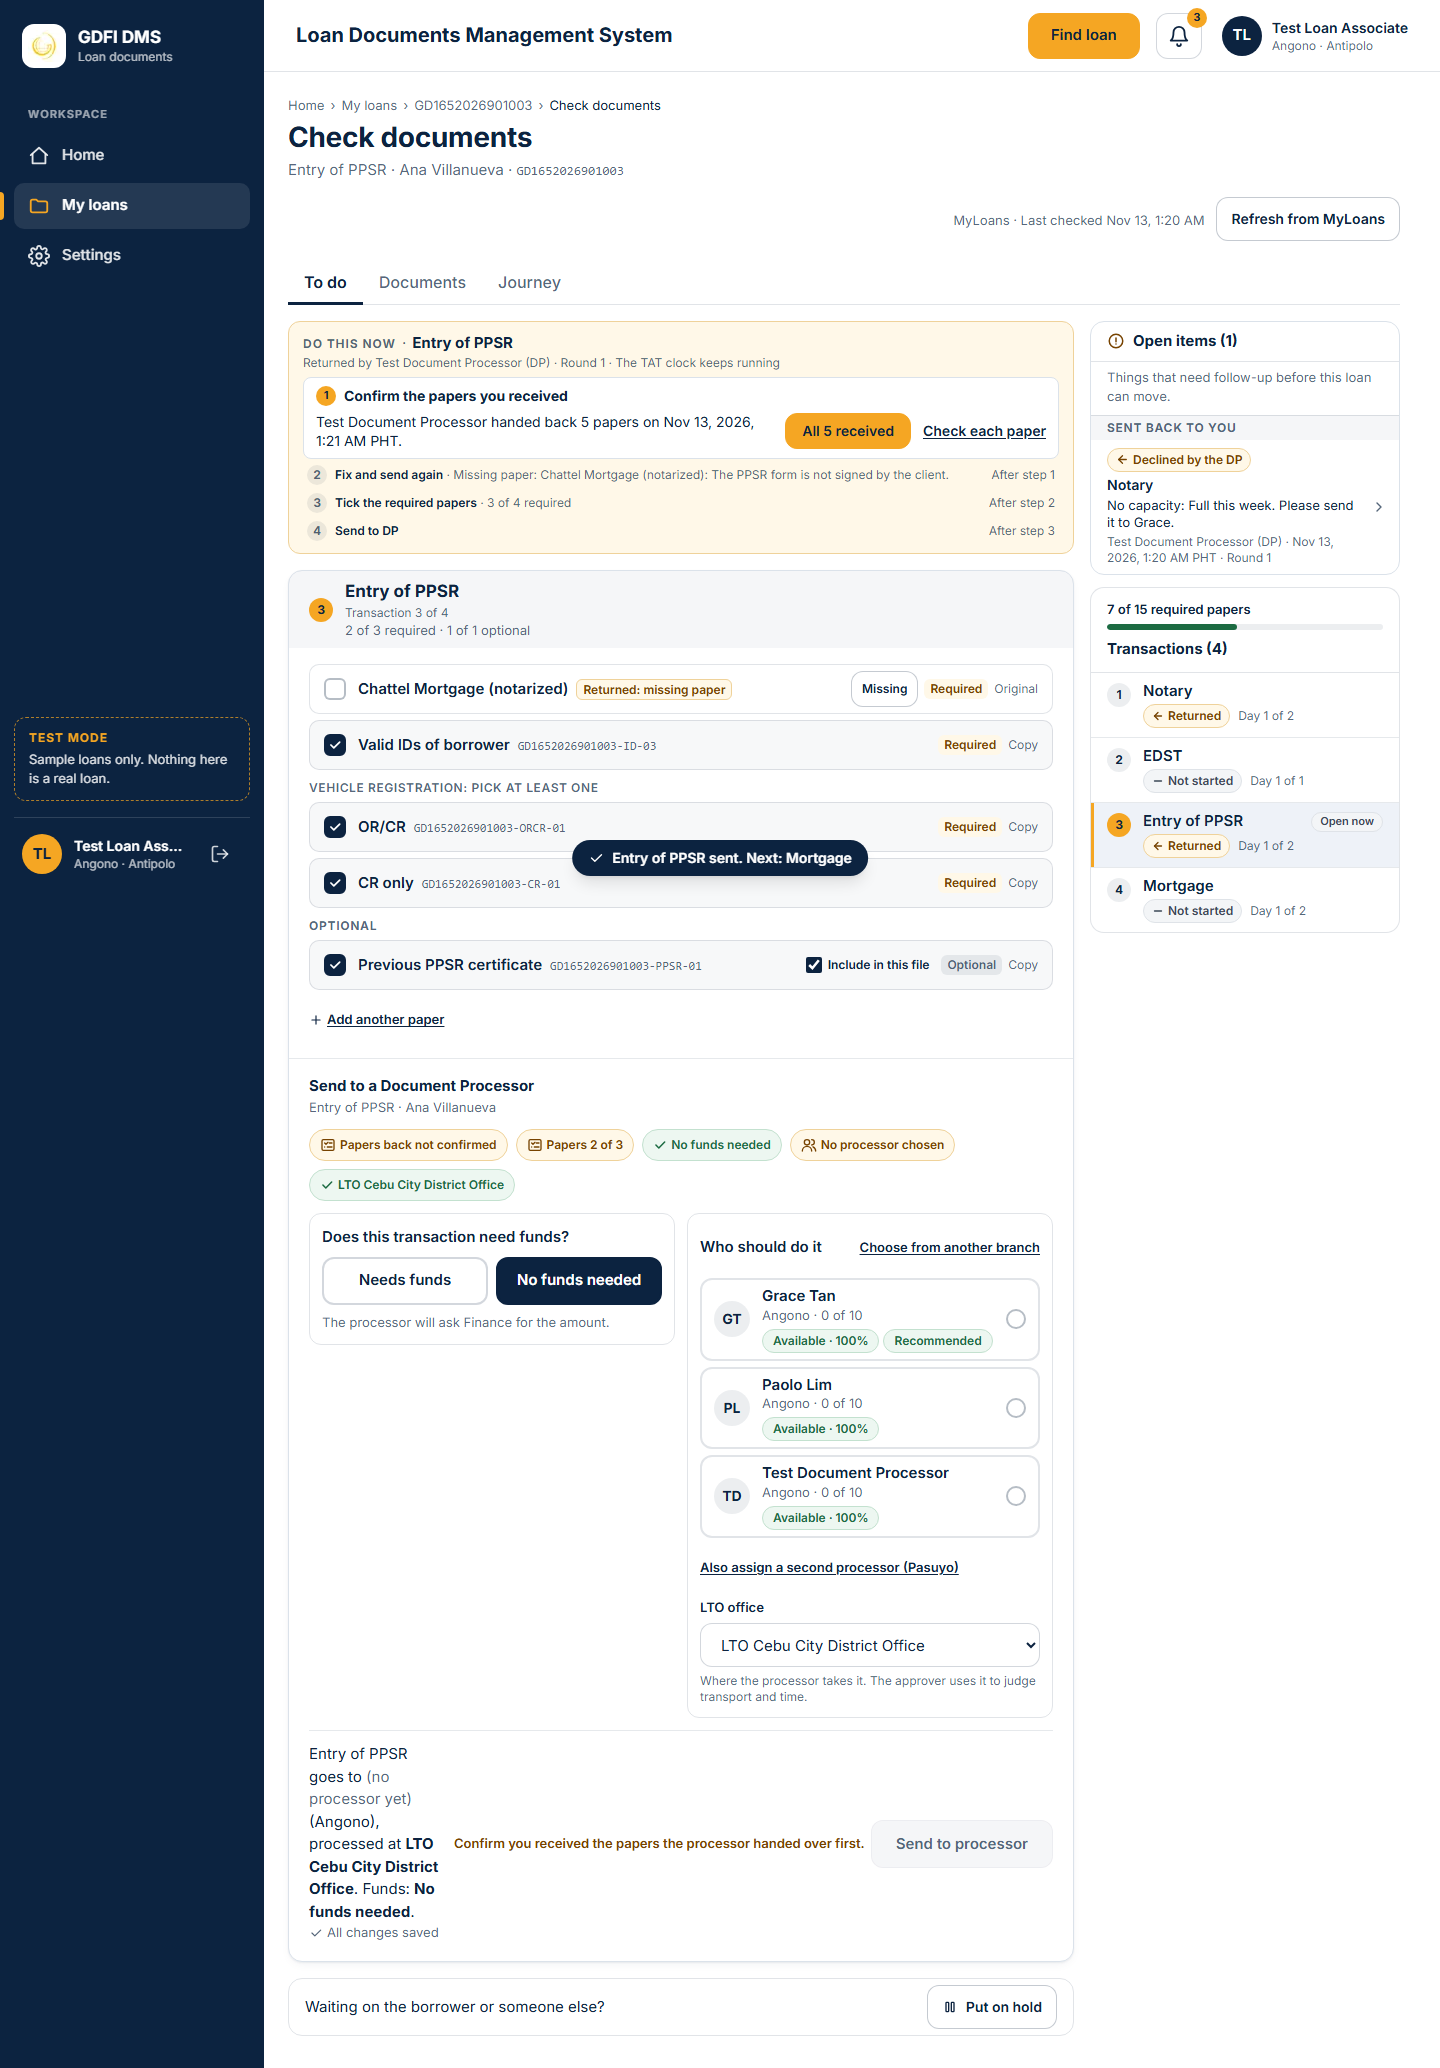 GDFI DMS
Loan documents
WORKSPACE
Home
My loans
Settings
TEST MODE
Sample loans only. Nothing here
is a real loan.
TL
Test Loan Ass...
Angono · Antipolo
Loan Documents Management System
Find loan
3
TL
Test Loan Associate
Angono · Antipolo
Home › My loans › GD1652026901003 › Check documents
Check documents
Entry of PPSR · Ana Villanueva · GD1652026901003
MyLoans · Last checked Nov 13, 1:20 AM
Refresh from MyLoans
To do
Documents
Journey
DO THIS NOW · Entry of PPSR
Returned by Test Document Processor (DP) · Round 1 · The TAT clock keeps running
1 Confirm the papers you received
Test Document Processor handed back 5 papers on Nov 13, 2026,
1:21 AM PHT.
All 5 received
Check each paper
2 Fix and send again · Missing paper: Chattel Mortgage (notarized): The PPSR form is not signed by the client. After step 1
3 Tick the required papers · 3 of 4 required After step 2
4 Send to DP After step 3
3
Entry of PPSR
Transaction 3 of 4
2 of 3 required · 1 of 1 optional
Chattel Mortgage (notarized) Returned: missing paper Missing Required Original
Valid IDs of borrower GD1652026901003-ID-03 Required Copy
VEHICLE REGISTRATION: PICK AT LEAST ONE
OR/CR GD1652026901003-ORCR-01 Required Copy
Entry of PPSR sent. Next: Mortgage
CR only GD1652026901003-CR-01 Required Copy
OPTIONAL
Previous PPSR certificate GD1652026901003-PPSR-01 Include in this file Optional Copy
+ Add another paper
Send to a Document Processor
Entry of PPSR · Ana Villanueva
Papers back not confirmed
Papers 2 of 3
No funds needed
No processor chosen
LTO Cebu City District Office
Does this transaction need funds?
Needs funds
No funds needed
The processor will ask Finance for the amount.
Who should do it
Choose from another branch
GT
Grace Tan
Angono · 0 of 10
Available · 100%
Recommended
PL
Paolo Lim
Angono · 0 of 10
Available · 100%
TD
Test Document Processor
Angono · 0 of 10
Available · 100%
Also assign a second processor (Pasuyo)
LTO office
LTO Cebu City District Office
Where the processor takes it. The approver uses it to judge
transport and time.
Entry of PPSR
goes to (no
processor yet)
(Angono),
processed at LTO
Cebu City District
Office. Funds: No
funds needed.
All changes saved
Confirm you received the papers the processor handed over first.
Send to processor
Waiting on the borrower or someone else?
Put on hold
Open items (1)
Things that need follow-up before this loan
can move.
SENT BACK TO YOU
← Declined by the DP
Notary
No capacity: Full this week. Please send
it to Grace.
Test Document Processor (DP) · Nov 13,
2026, 1:20 AM PHT · Round 1
7 of 15 required papers
Transactions (4)
1 Notary
← Returned Day 1 of 2
2 EDST
– Not started Day 1 of 1
3 Entry of PPSR Open now
← Returned Day 1 of 2
4 Mortgage
– Not started Day 1 of 2